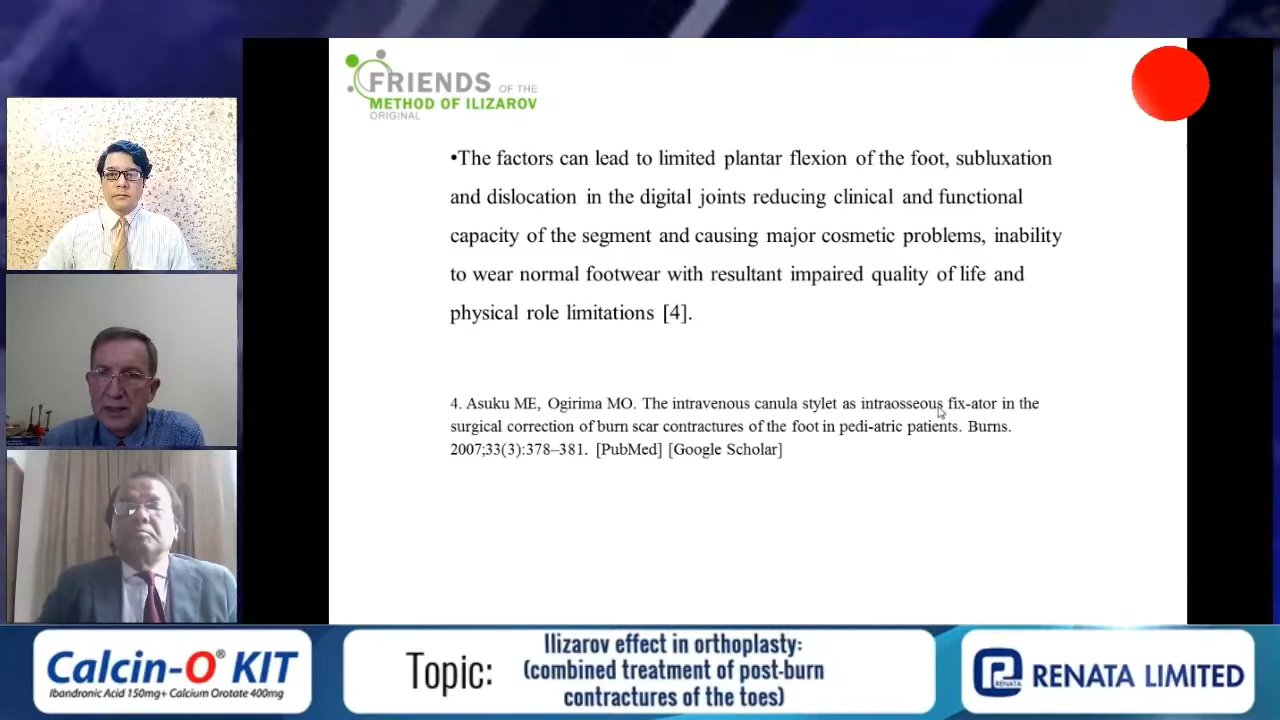 FRIENDS OF THE
METHOD OF ILIZAROV
ORIGINAL
•The factors can lead to limited plantar flexion of the foot, subluxation
and dislocation in the digital joints reducing clinical and functional
capacity of the segment and causing major cosmetic problems, inability
to wear normal footwear with resultant impaired quality of life and
physical role limitations [4].
4. Asuku ME, Ogirima MO. The intravenous canula stylet as intraosseous fix-ator in the
surgical correction of burn scar contractures of the foot in pedi-atric patients. Burns.
2007;33(3):378–381. [PubMed] [Google Scholar]
Calcin-O® KIT
Ibandronic Acid 150mg+ Calcium Orotate 400mg
Topic:
Ilizarov effect in orthoplasty:
(combined treatment of post-burn
contractures of the toes)
RENATA
RENATA LIMITED